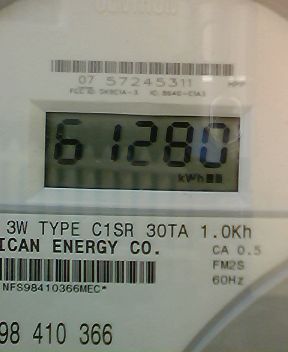 07 57245311
61280
kWh
3W TYPE C1SR 30TA 1.0Kh
ICAN ENERGY CO.
CA 0.5
FM2S
60Hz
NFS98410366MEC*
98 410 366